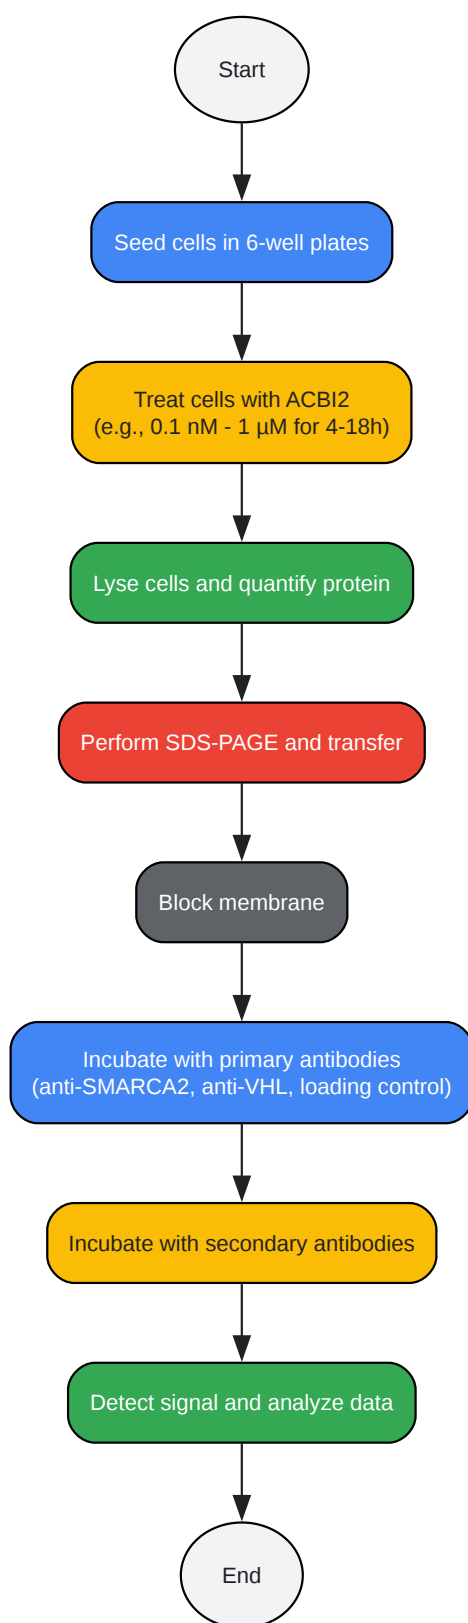 Start
Seed cells in 6-well plates
Treat cells with ACBI2
(e.g., 0.1 nM - 1 µM for 4-18h)
Lyse cells and quantify protein
Perform SDS-PAGE and transfer
Block membrane
Incubate with primary antibodies
(anti-SMARCA2, anti-VHL, loading control)
Incubate with secondary antibodies
Detect signal and analyze data
End